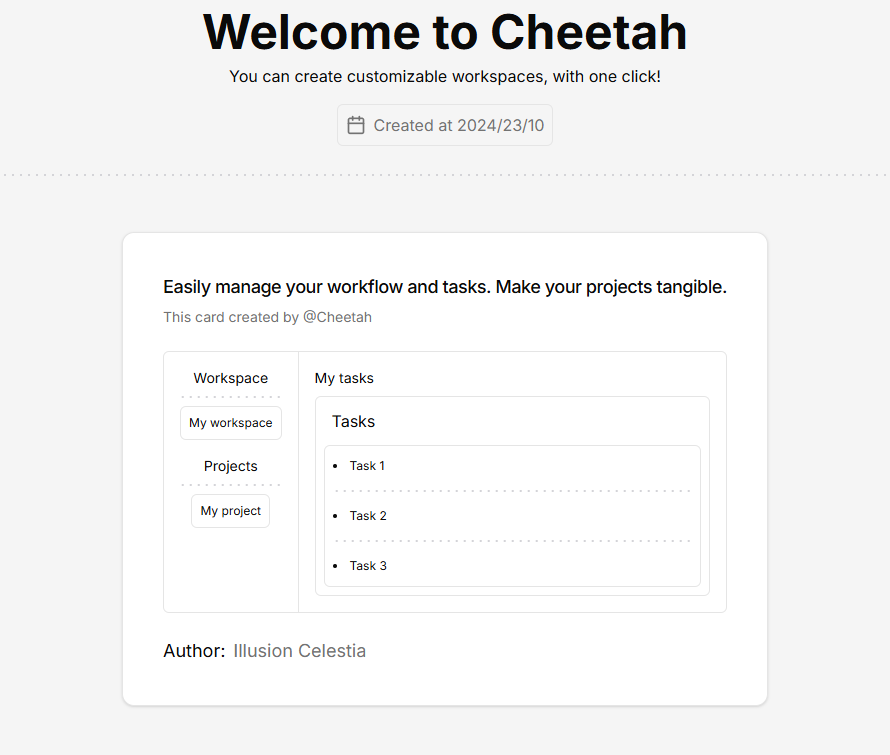 Welcome to Cheetah
You can create customizable workspaces, with one click!
Created at 2024/23/10
Easily manage your workflow and tasks. Make your projects tangible.
This card created by @Cheetah
Workspace
My workspace
Projects
My project
My tasks
Tasks
Task 1
Task 2
Task 3
Author: Illusion Celestia